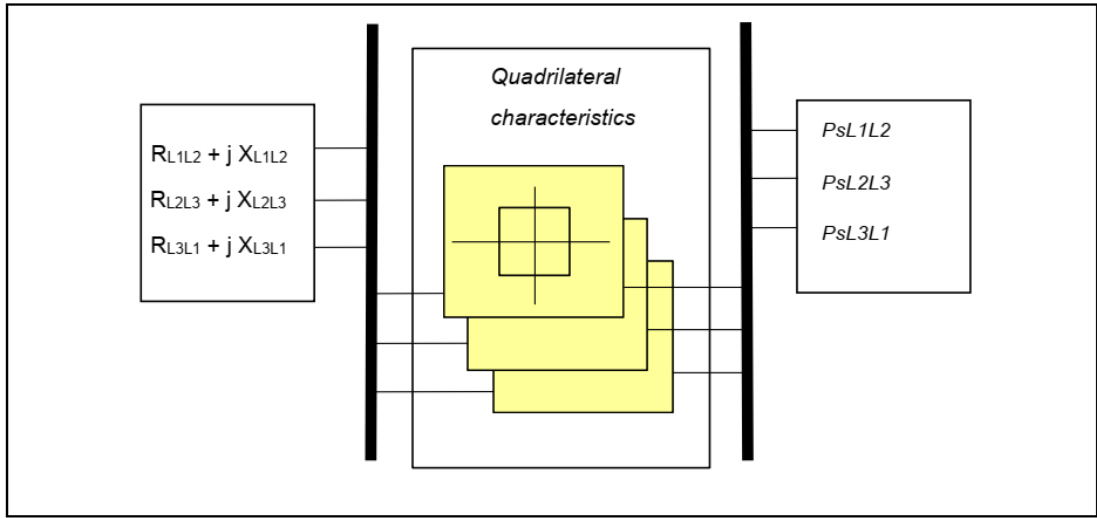 Quadrilateral
characteristics
RL1L2 + j XL1L2
RL2L3 + j XL2L3
RL3L1 + j XL3L1
PsL1L2
PsL2L3
PsL3L1